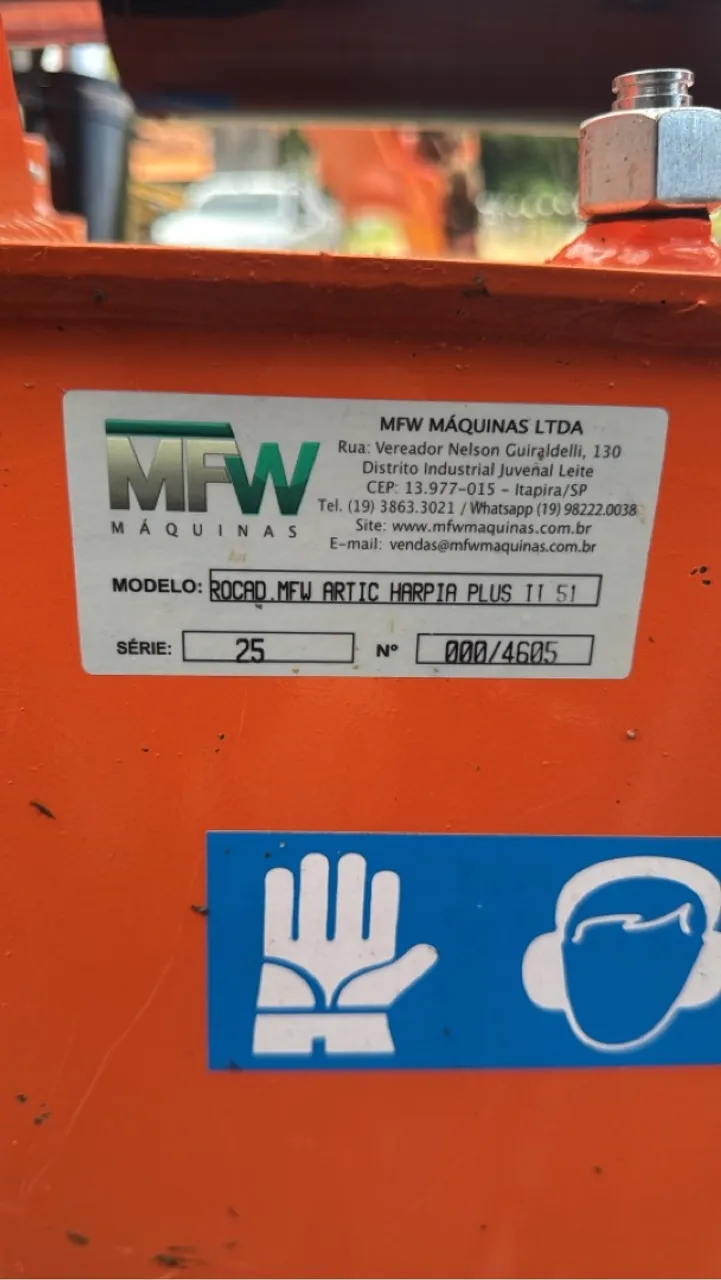 MFW
MÁQUINAS
MFW MÁQUINAS LTDA
Rua: Vereador Nelson Guiraldelli, 130
Distrito Industrial Juvenal Leite
CEP: 13.977-015 - Itapira/SP
Tel. (19) 3863.3021 / Whatsapp (19) 98222.0038
Site: www.mfwmaquinas.com.br
E-mail: vendas@mfwmaquinas.com.br
MODELO: ROCAD.MFW ARTIC HARPIA PLUS II 51
SÉRIE: 25 Nº 000/4605